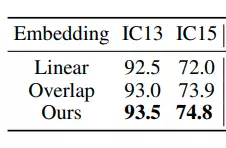 Embedding IC13 IC15
Linear 92.5 72.0
Overlap 93.0 73.9
Ours 93.5 74.8